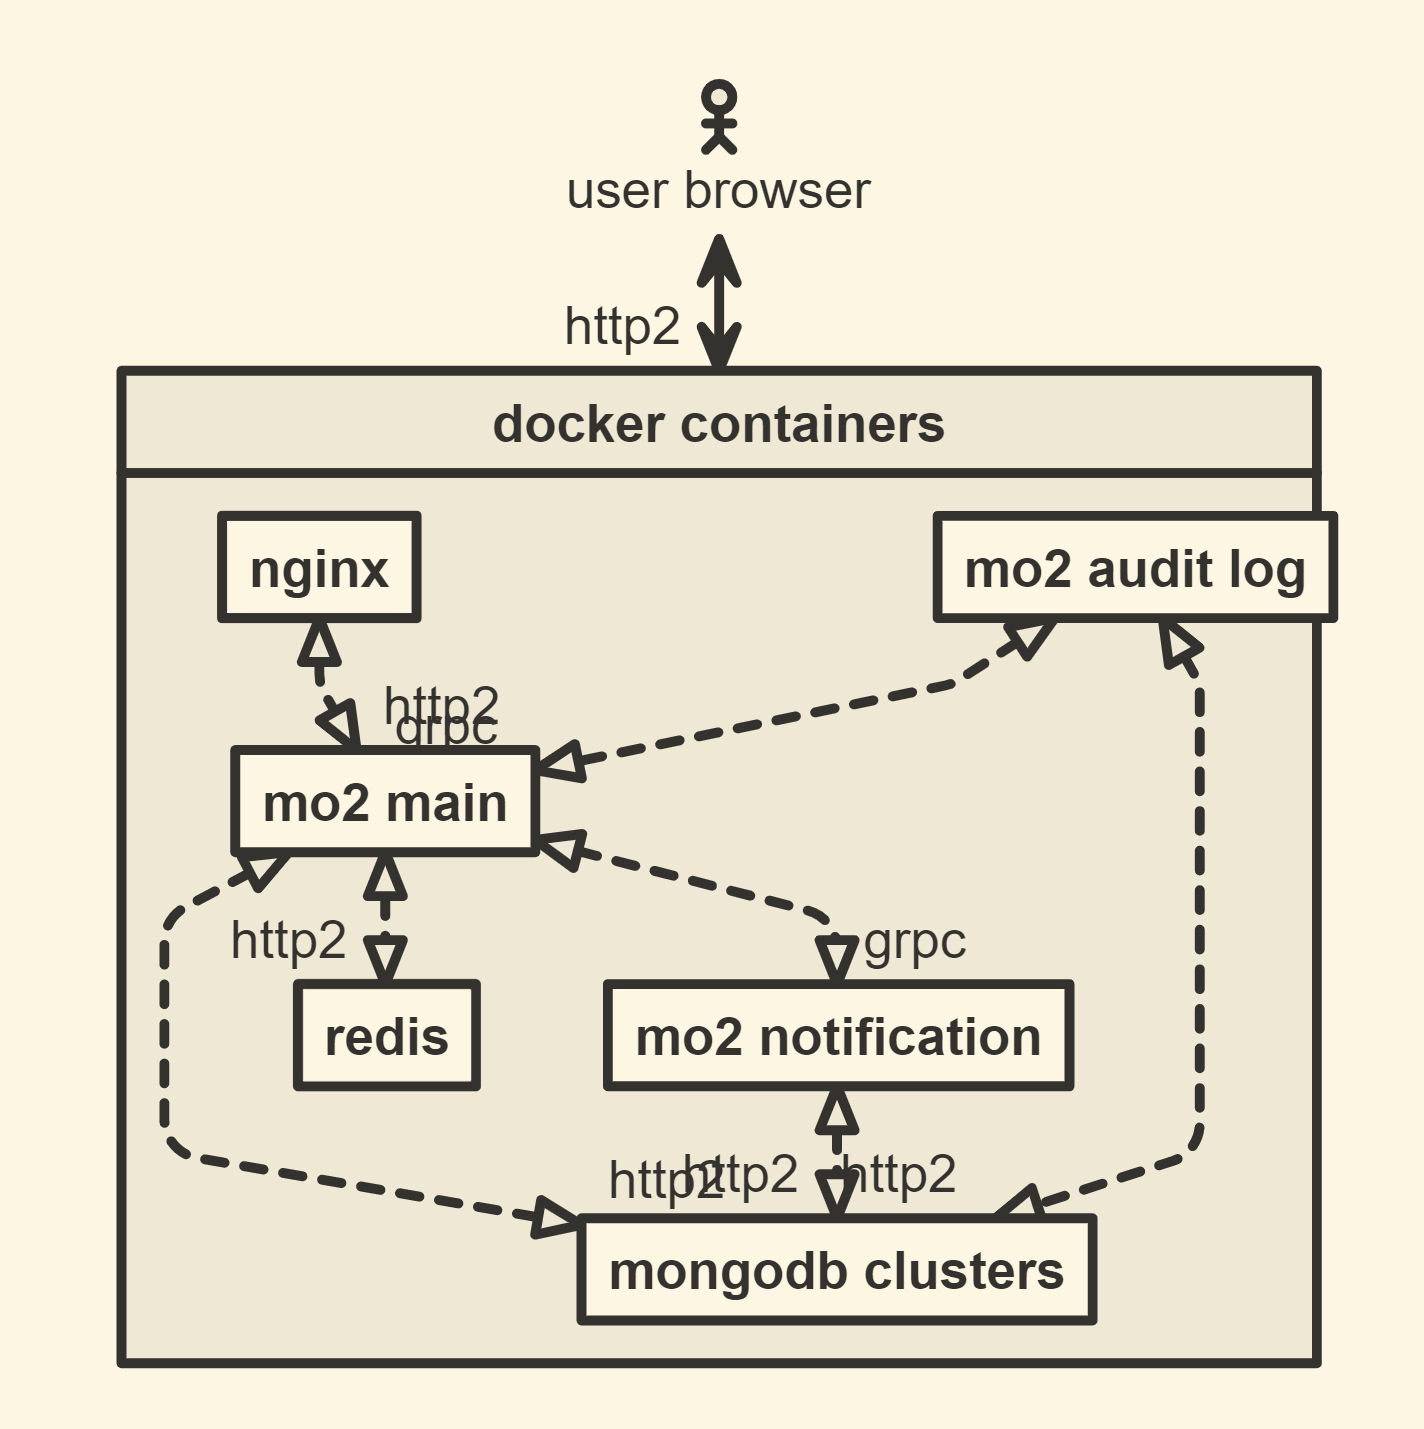 user browser
http2
docker containers
nginx
mo2 audit log
http2
grpc
mo2 main
http2
grpc
redis
mo2 notification
http2
http2
http2
mongodb clusters